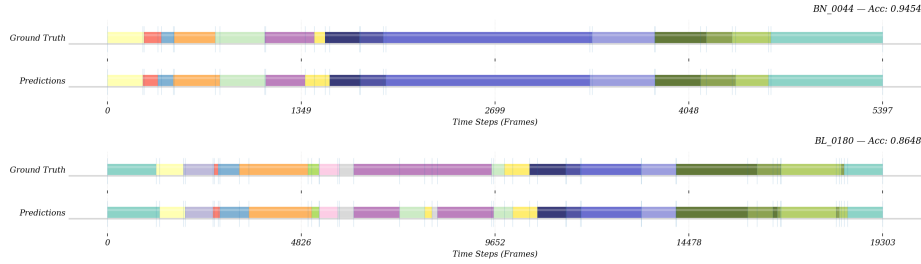 BN_0044 — Acc: 0.9454
Ground Truth
Predictions
0 1349 2699 4048 5397
Time Steps (Frames)
BL_0180 — Acc: 0.8648
Ground Truth
Predictions
0 4826 9652 14478 19303
Time Steps (Frames)